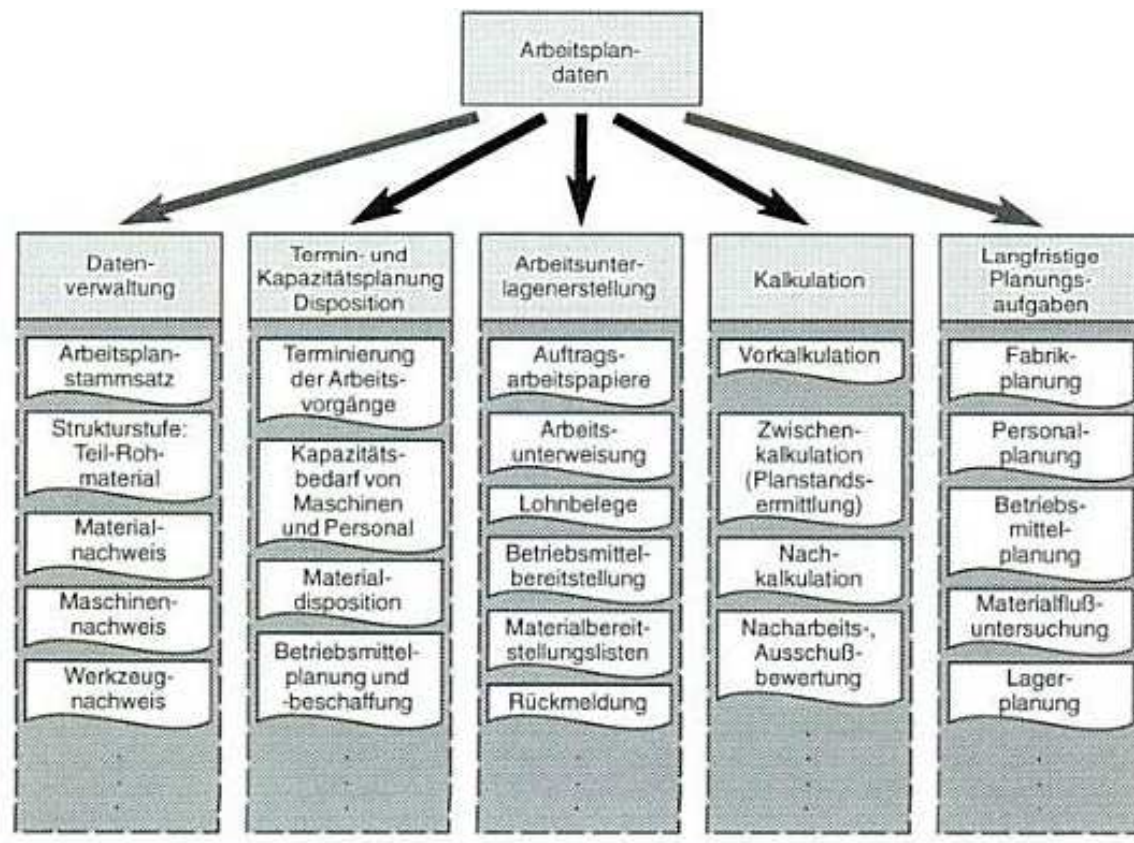 Arbeitsplan-
daten
Daten-
verwaltung
Arbeitsplan-
stammsatz
Strukturstufe:
Teil-Roh-
material
Material-
nachweis
Maschinen-
nachweis
Werkzeug-
nachweis
Termin- und
Kapazitätsplanung
Disposition
Terminierung
der Arbeits-
vorgänge
Kapazitäts-
bedarf von
Maschinen
und Personal
Material-
disposition
Betriebsmittel-
planung und
-beschaffung
Arbeitsunter-
lagenerstellung
Auftrags-
arbeitspapiere
Arbeits-
unterweisung
Lohnbelege
Betriebsmittel-
bereitstellung
Materialbereit-
stellungslisten
Rückmeldung
Kalkulation
Vorkalkulation
Zwischen-
kalkulation
(Planstands-
ermittlung)
Nach-
kalkulation
Nacharbeits-,
Ausschuß-
bewertung
Langfristige
Planungs-
aufgaben
Fabrik-
planung
Personal-
planung
Betriebs-
mittel-
planung
Materialfluß-
untersuchung
Lager-
planung